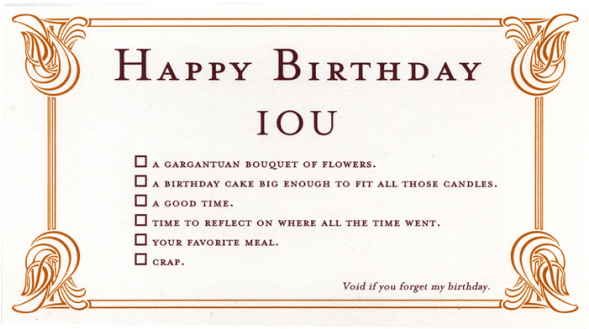 HAPPY BIRTHDAY
IOU
A GARGANTUAN BOUQUET OF FLOWERS.
A BIRTHDAY CAKE BIG ENOUGH TO FIT ALL THOSE CANDLES.
A GOOD TIME.
TIME TO REFLECT ON WHERE ALL THE TIME WENT.
YOUR FAVORITE MEAL.
CRAP.
Void if you forget my birthday.